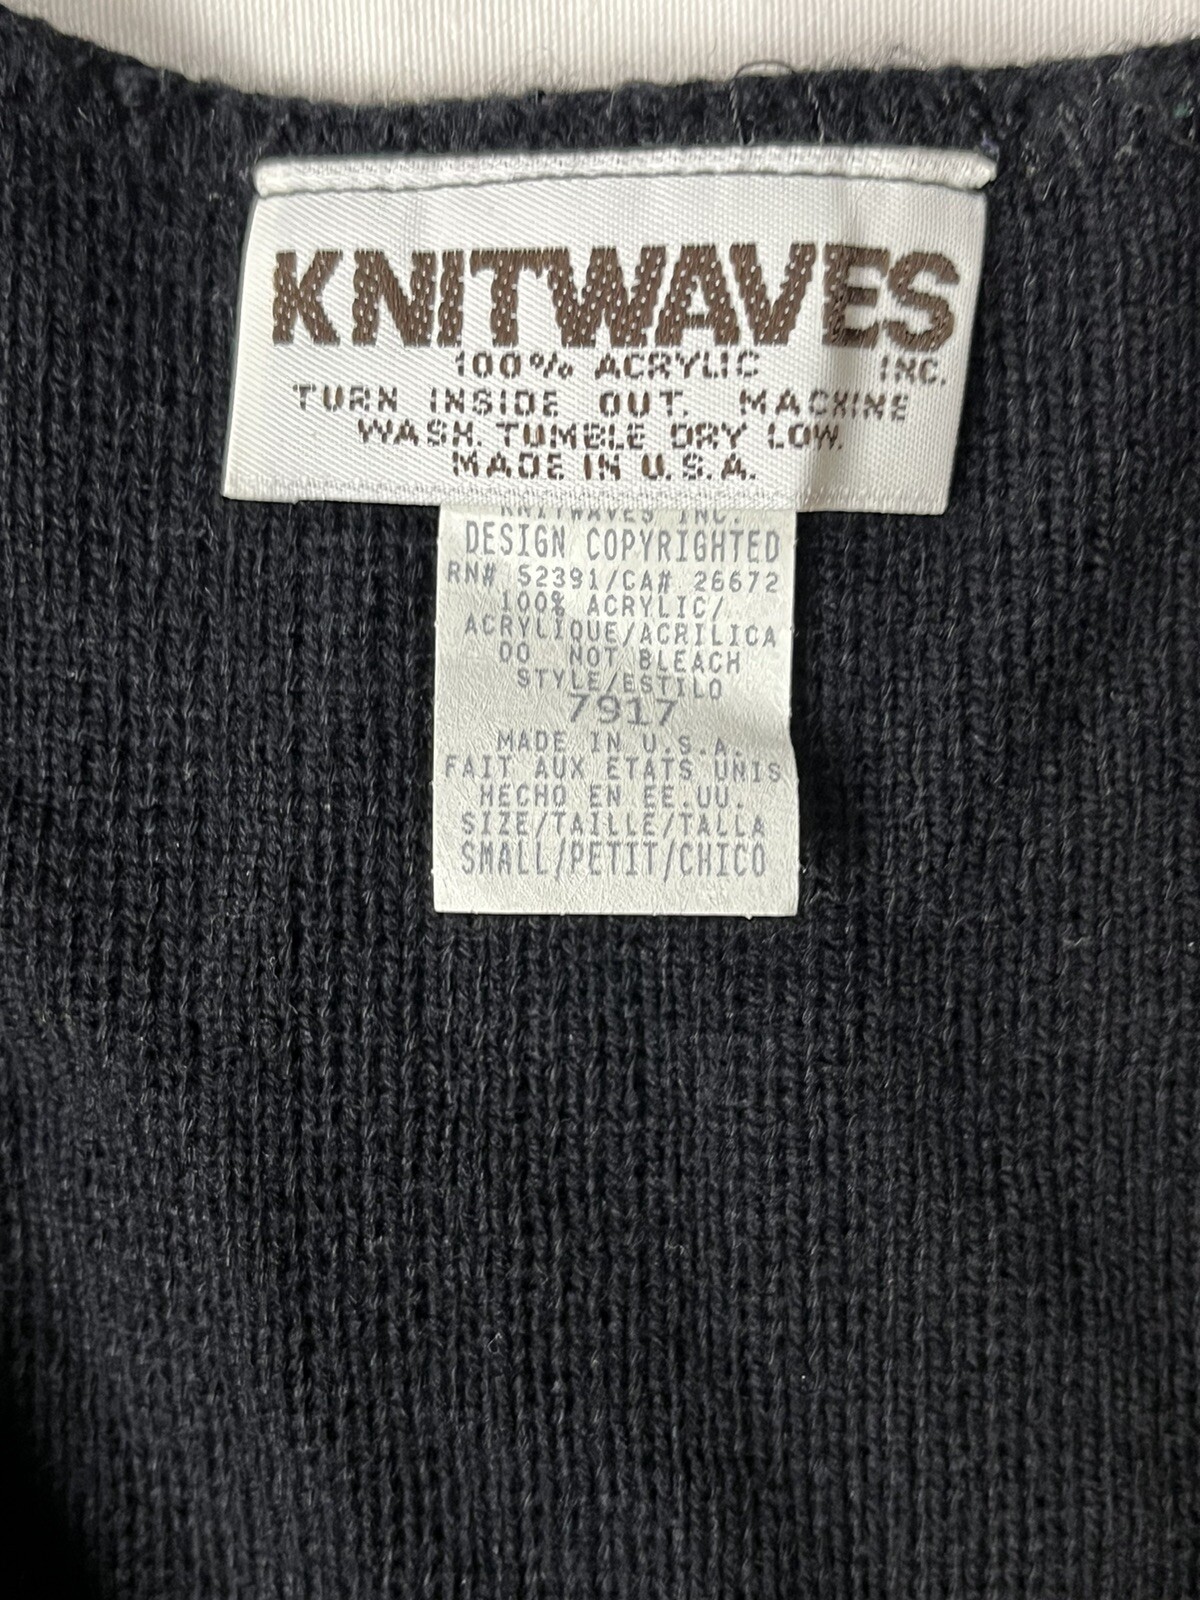 KNITWAVES
100% ACRYLIC INC.
TURN INSIDE OUT. MACHINE
WASH. TUMBLE DRY LOW.
MADE IN U.S.A.
KNITWAVES INC.
DESIGN COPYRIGHTED
RN# 52391/CA# 26672
100% ACRYLIC/
ACRYLIQUE/ACRILICA
DO NOT BLEACH
STYLE/ESTILO
7917
MADE IN U.S.A.
FAIT AUX ETATS UNIS
HECHO EN EE.UU.
SIZE/TAILLE/TALLA
SMALL/PETIT/CHICO